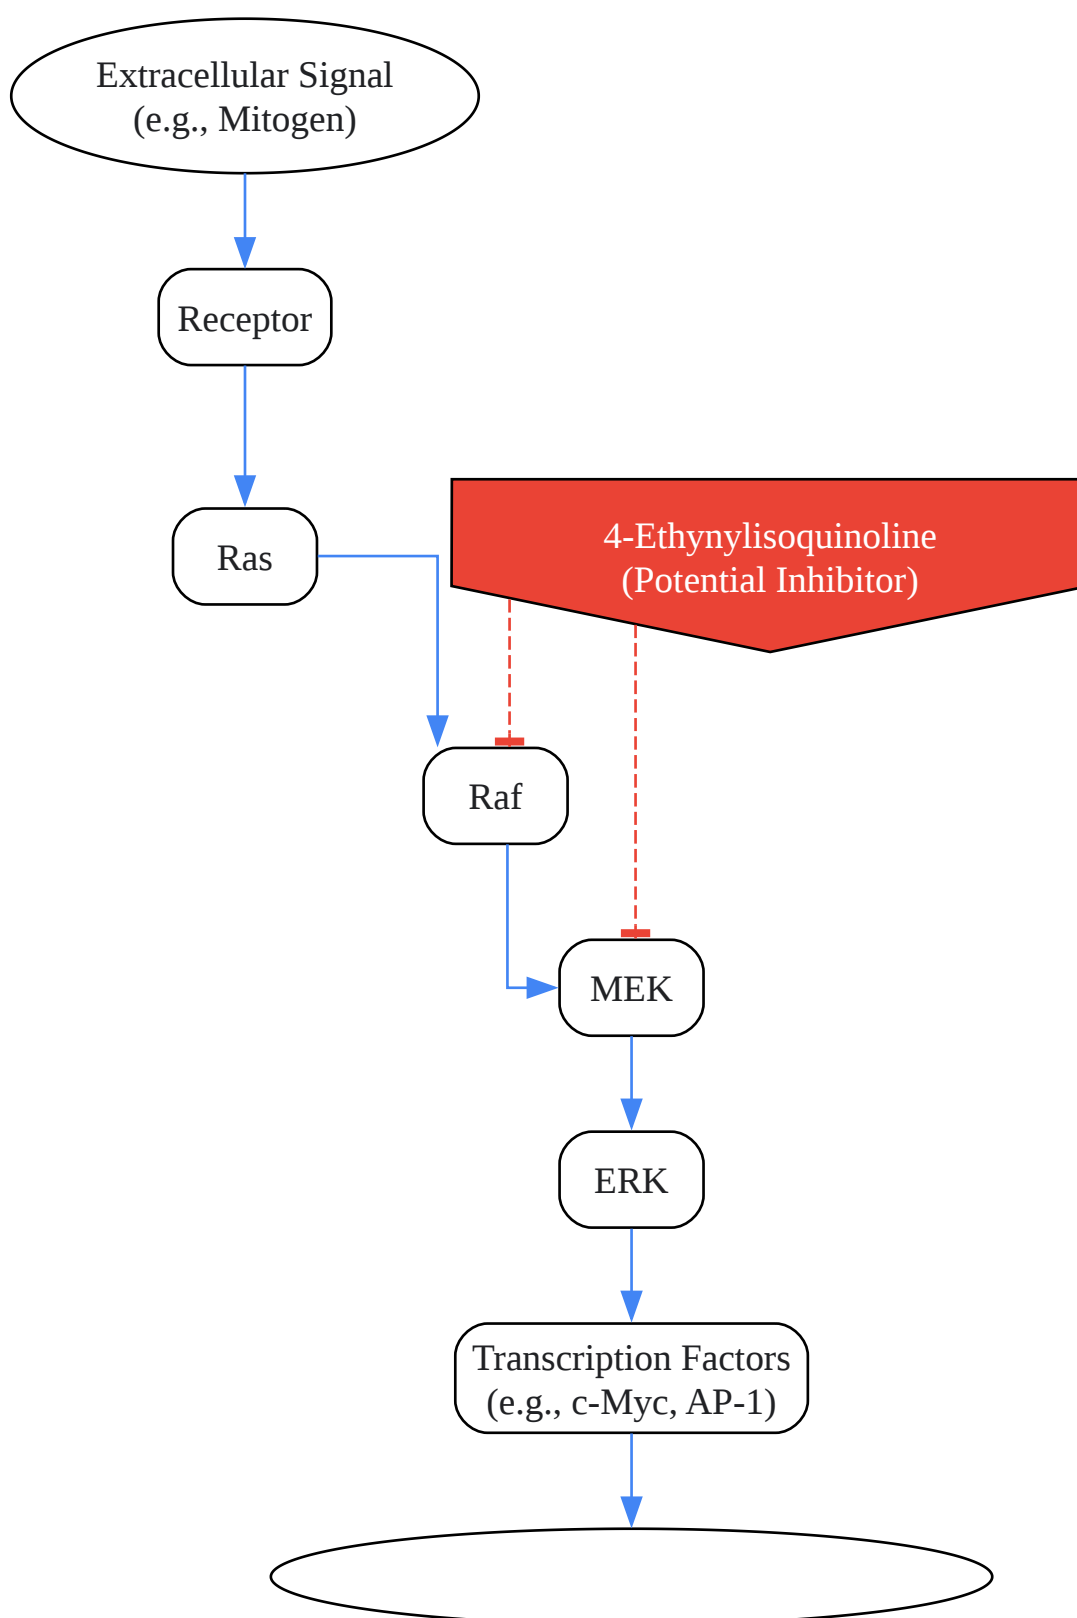 Extracellular Signal
(e.g., Mitogen)
Receptor
Ras
4-Ethynylisoquinoline
(Potential Inhibitor)
Raf
MEK
ERK
Transcription Factors
(e.g., c-Myc, AP-1)